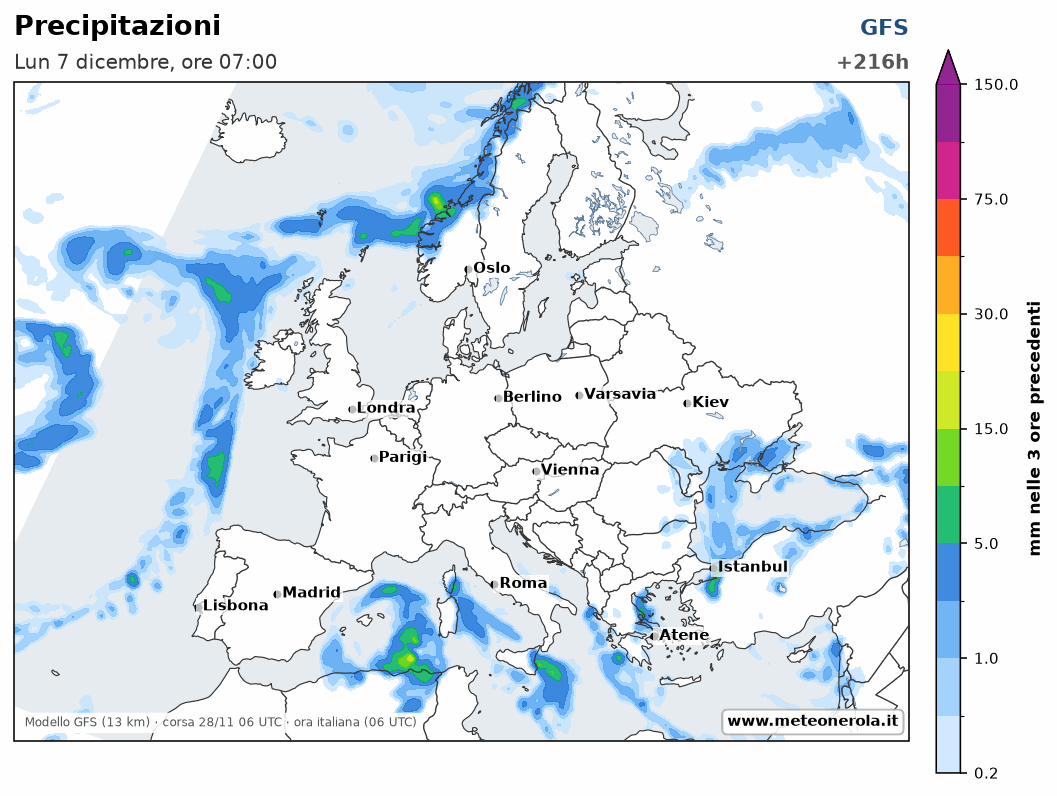 Precipitazioni
GFS
Lun 7 dicembre, ore 07:00
+216h
150.0
75.0
30.0
15.0
5.0
1.0
0.2
mm nelle 3 ore precedenti
Oslo
Berlino
Varsavia
Kiev
Londra
Parigi
Vienna
Istanbul
Roma
Madrid
Lisbona
Atene
Modello GFS (13 km) · corsa 28/11 06 UTC · ora italiana (06 UTC)
www.meteonerola.it